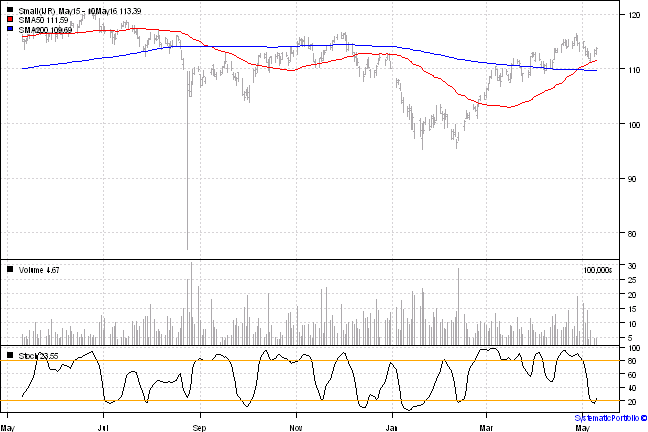 Small(IJR) May15 - 10May16 113.39
SMA50 111.59
SMA200 109.69
120
110
100
90
80
Volume 4.67
100,000s
30
25
20
15
10
5
Stoch23.55
100
80
60
40
20
May
Jul
Sep
Nov
Jan
Mar
May
SystematicPortfolio ©